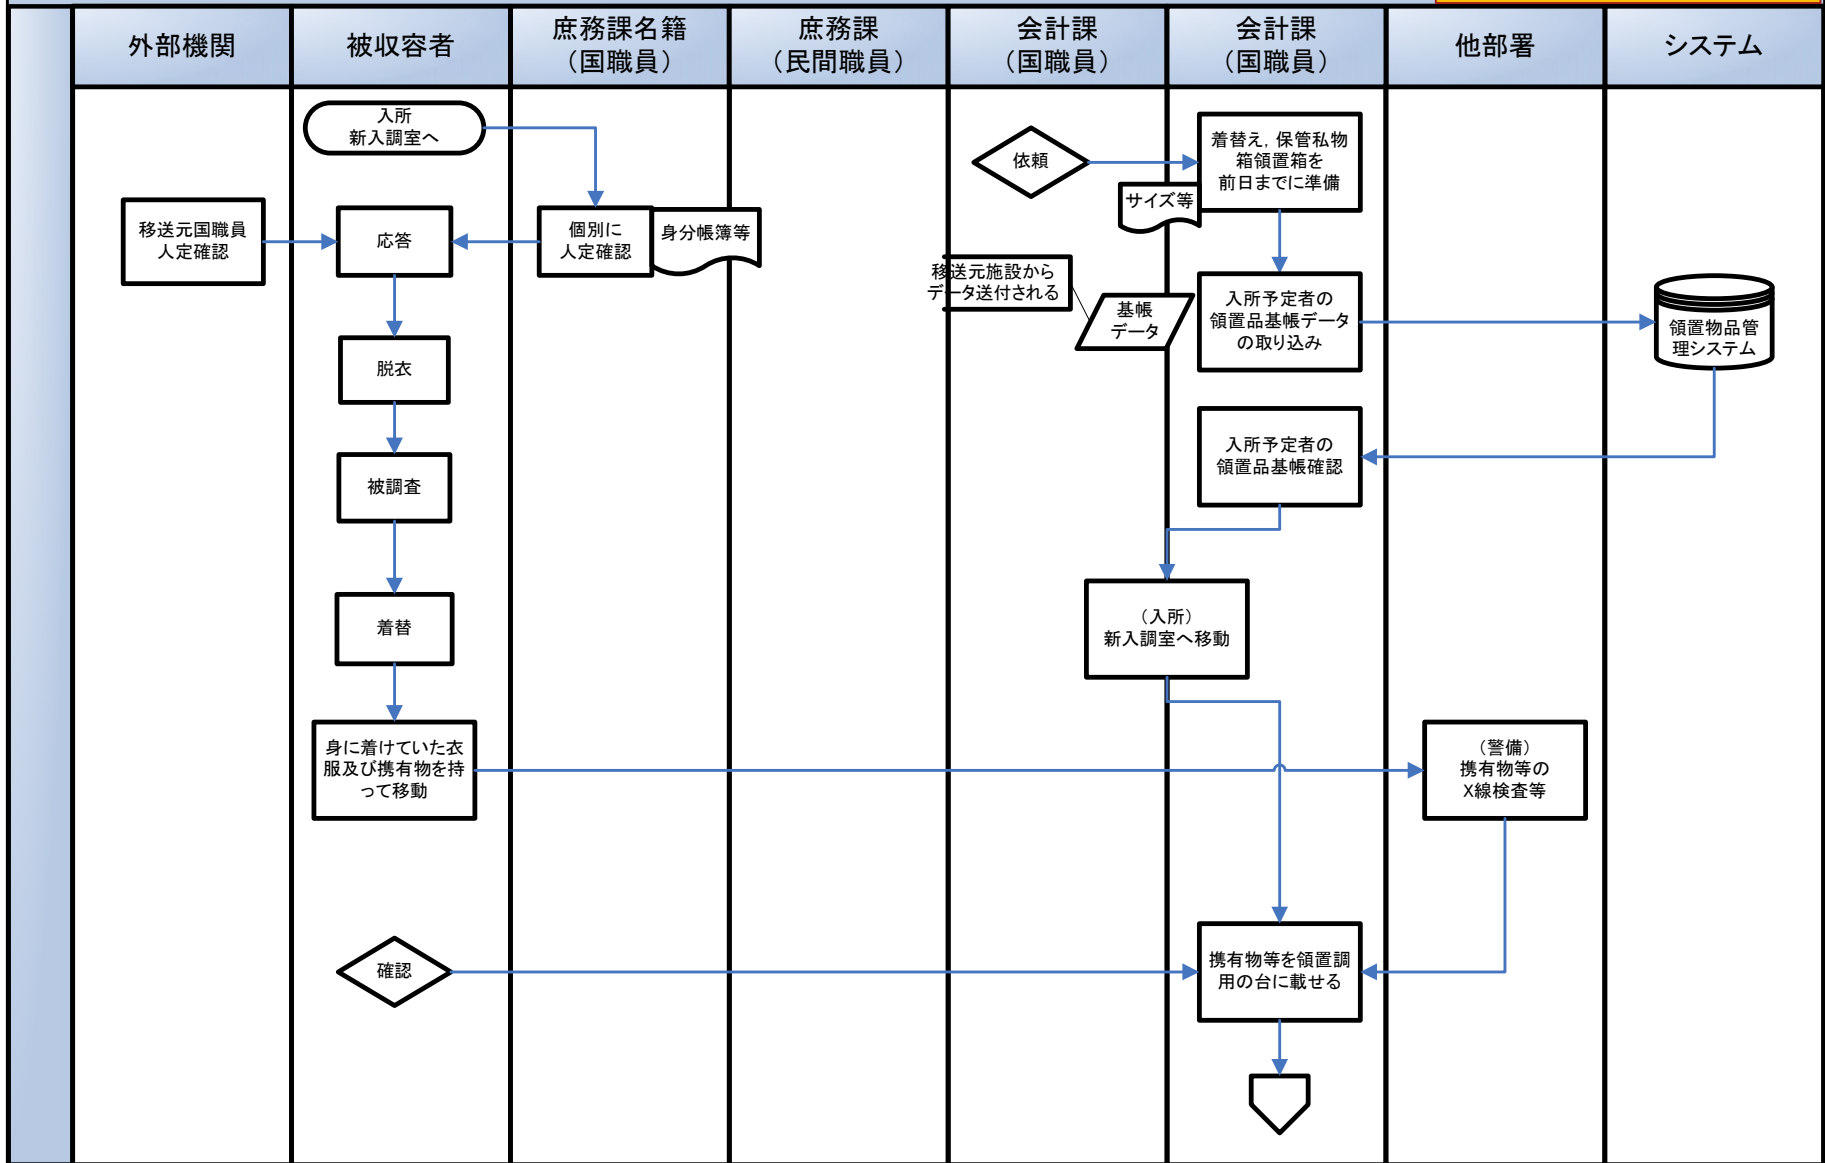 外部機関
被収容者
庶務課名籍
（国職員）
庶務課
（民間職員）
会計課
（国職員）
会計課
（国職員）
他部署
システム
入所
新入調室へ
依頼
着替え，保管私物
箱領置箱を
前日までに準備
サイズ等
移送元国職員
人定確認
応答
個別に
人定確認
身分帳簿等
移送元施設から
データ送付される
基帳
データ
入所予定者の
領置品基帳データ
の取り込み
領置物品管
理システム
脱衣
被調査
入所予定者の
領置品基帳確認
着替
（入所）
新入調室へ移動
身に着けていた衣
服及び携有物を持
って移動
（警備）
携有物等の
X線検査等
確認
携有物等を領置調
用の台に載せる